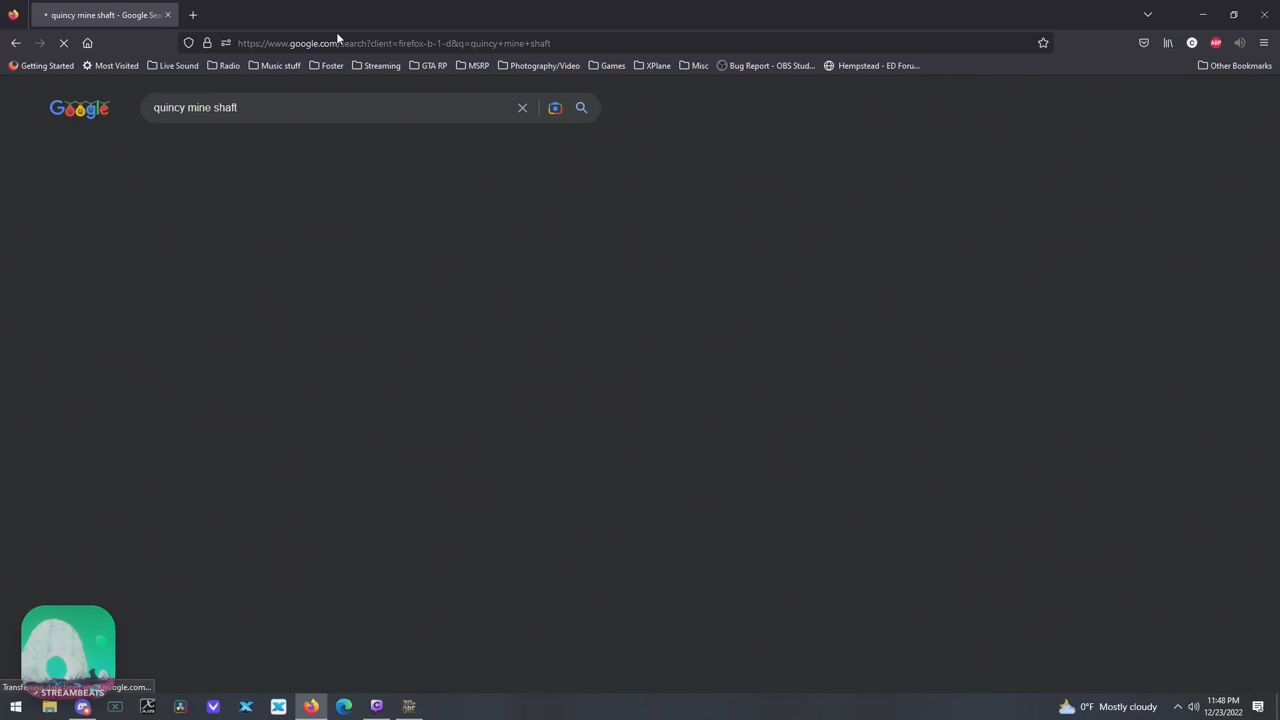 quincy mine shaft - Google Sea
https://www.google.com/search?client=firefox-b-1-d&q=quincy+mine+shaft
Getting Started Most Visited Live Sound Radio Music stuff Foster Streaming GTA RP MSRP Photography/Video Games XPlane Misc Bug Report - OBS Stud... Hempstead - ED Foru... Other Bookmarks
Google quincy mine shaft
STREAMBEATS
0°F Mostly cloudy
11:48 PM
12/23/2022